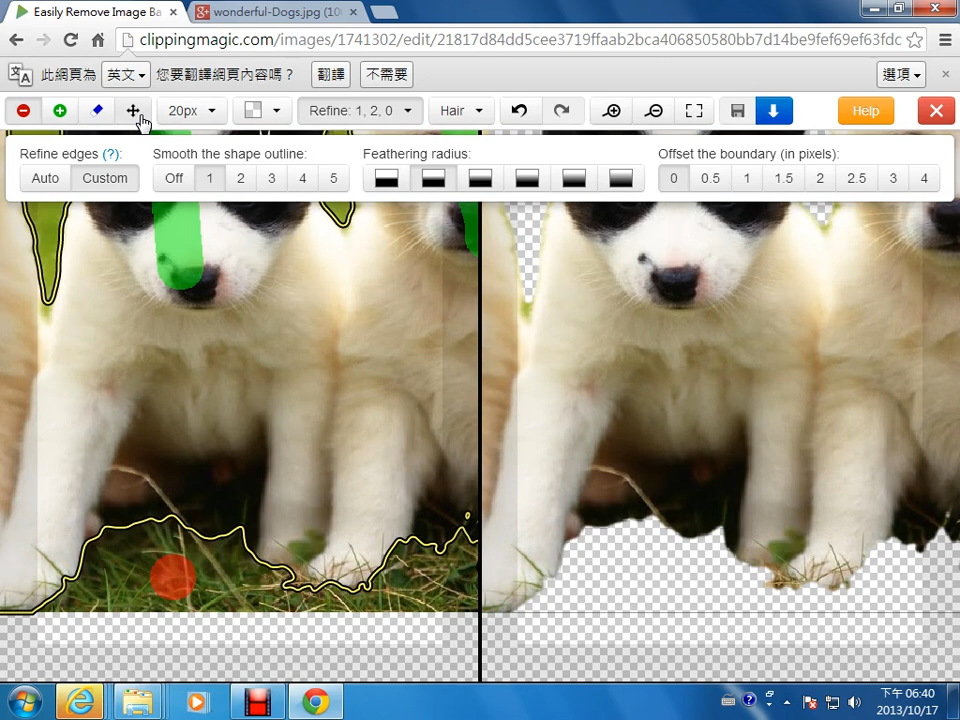 Easily Remove Image Ba
wonderful-Dogs.jpg (10
clippingmagic.com/images/1741302/edit/21817d84dd5cee3719ffaab2bca406850580bb7d14be9fef69ef63fdc
此網頁為 英文 您要翻譯網頁內容嗎？ 翻譯 不需要 選項
20px Refine: 1, 2, 0 Hair Help
Refine edges (?): Smooth the shape outline: Feathering radius: Offset the boundary (in pixels):
Auto Custom Off 1 2 3 4 5 0 0.5 1 1.5 2 2.5 3 4
下午 06:40
2013/10/17